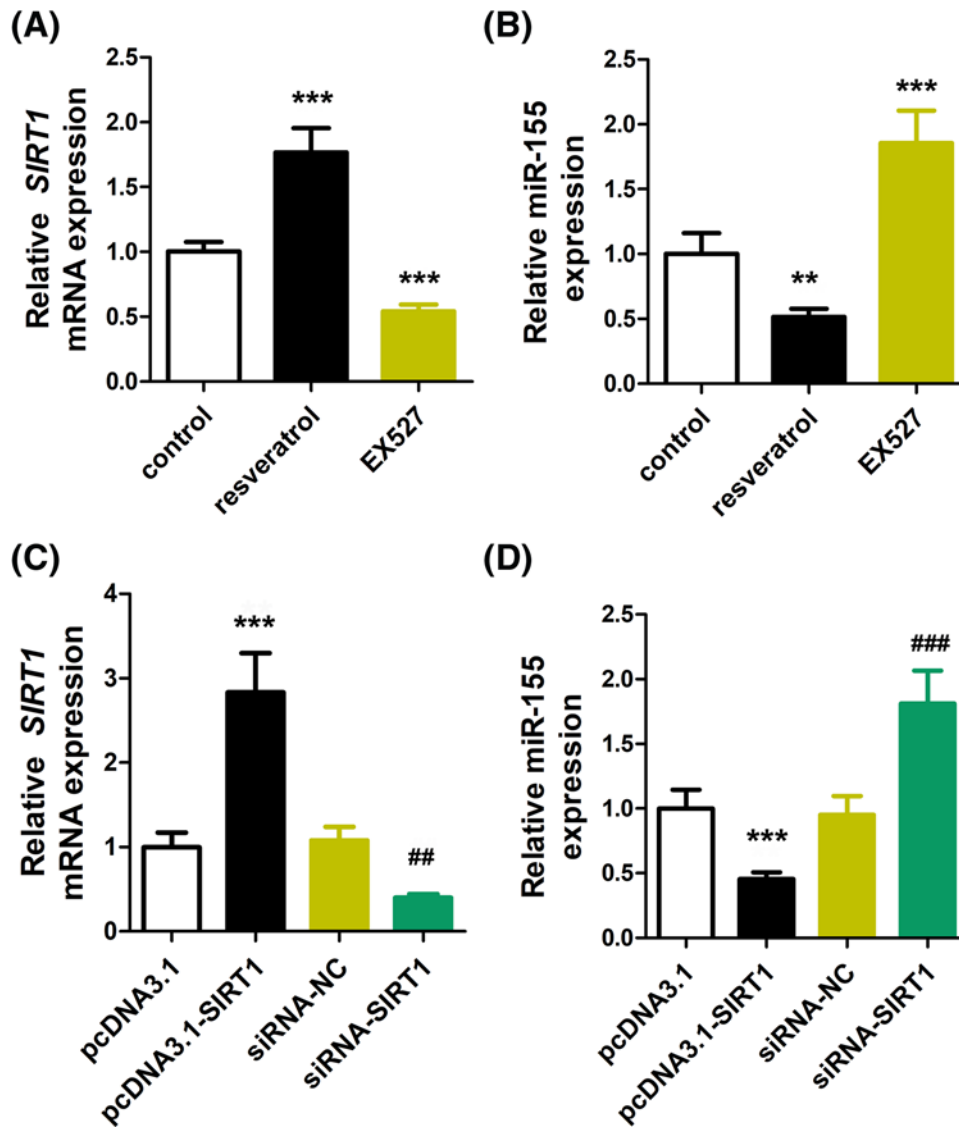 (A)
Relative SIRT1
mRNA expression
2.5
2.0
1.5
1.0
0.5
0.0
***
***
control
resveratrol
EX527
(B)
Relative miR-155
expression
2.5
2.0
1.5
1.0
0.5
0.0
**
***
control
resveratrol
EX527
(C)
Relative SIRT1
mRNA expression
4
3
2
1
0
***
##
pcDNA3.1
pcDNA3.1-SIRT1
siRNA-NC
siRNA-SIRT1
(D)
Relative miR-155
expression
2.5
2.0
1.5
1.0
0.5
0.0
***
###
pcDNA3.1
pcDNA3.1-SIRT1
siRNA-NC
siRNA-SIRT1